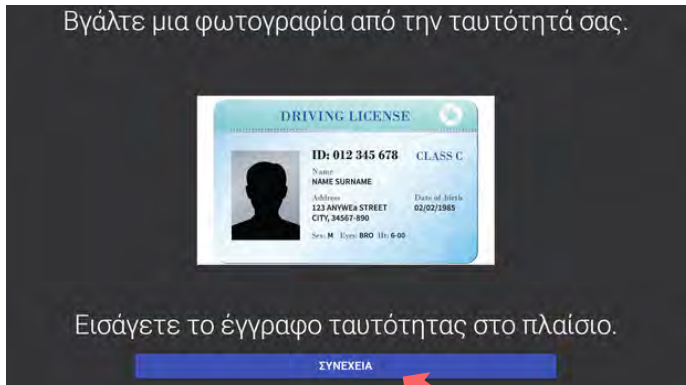 Βγάλτε μια φωτογραφία από την ταυτότητά σας.
DRIVING LICENSE
ID: 012 345 678 CLASS C
Name
NAME SURNAME
Address Date of birth
123 ANYWEa STREET 02/02/1985
CITY, 34567-890
Sex: M Eyes: BRO Ht: 6-00
Εισάγετε το έγγραφο ταυτότητας στο πλαίσιο.
ΣΥΝΕΧΕΙΑ